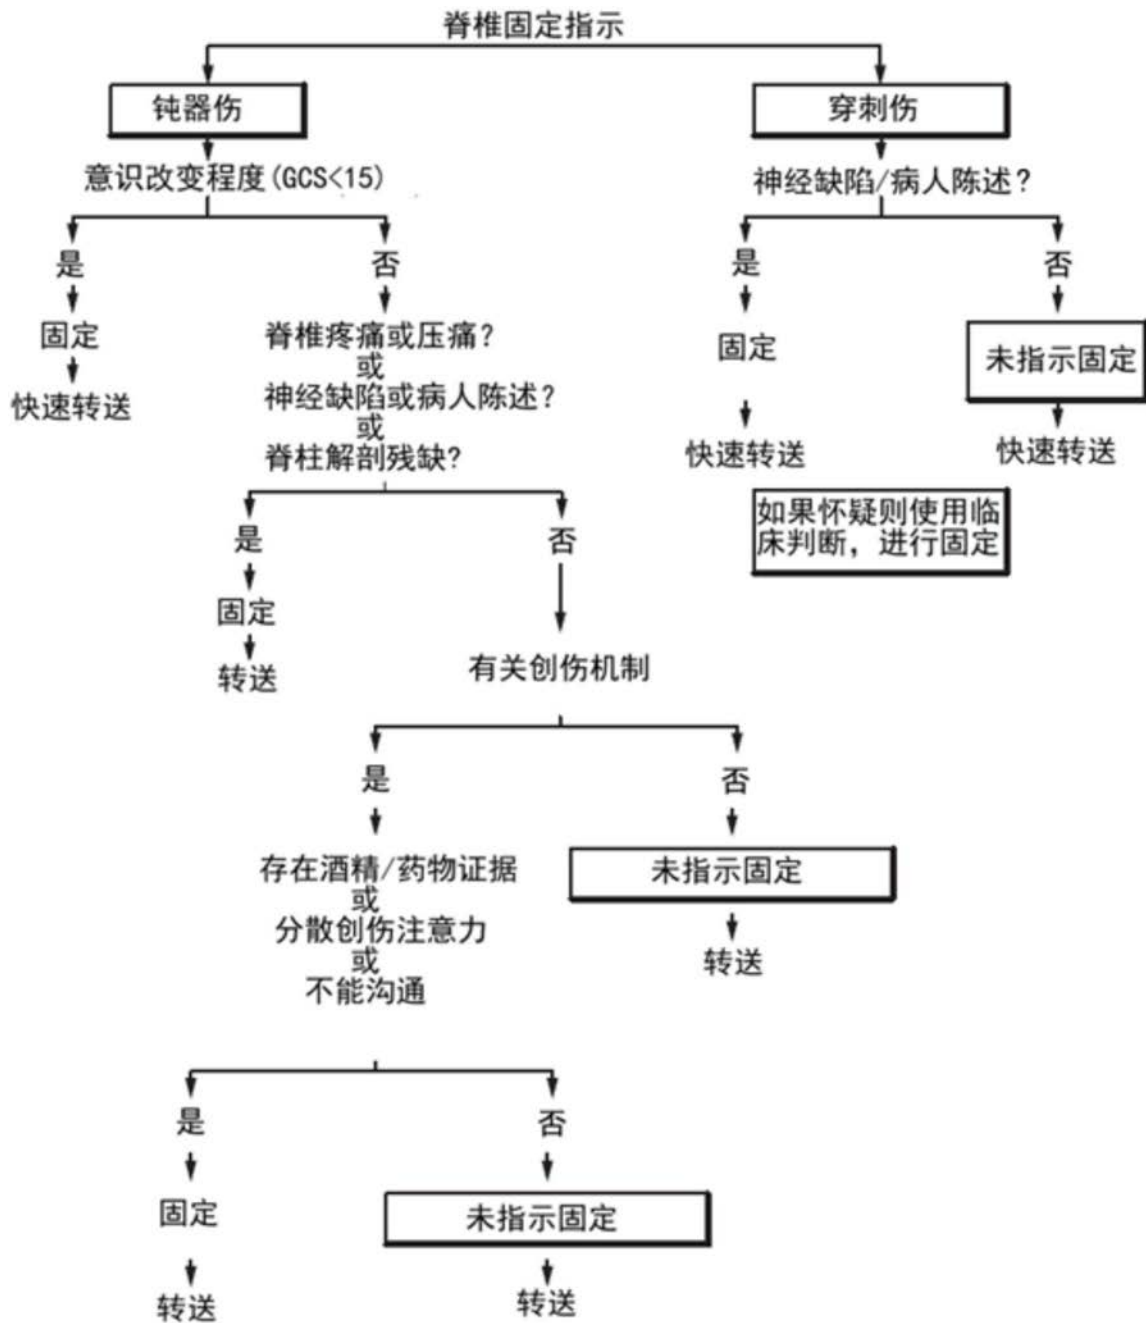 脊椎固定指示
钝器伤
穿刺伤
意识改变程度(GCS<15)
神经缺陷/病人陈述?
是
否
是
否
固定
快速转送
脊椎疼痛或压痛?
或
神经缺陷或病人陈述?
或
脊柱解剖残缺?
固定
快速转送
未指示固定
快速转送
如果怀疑则使用临
床判断，进行固定
是
否
固定
转送
有关创伤机制
是
否
存在酒精/药物证据
或
分散创伤注意力
或
不能沟通
未指示固定
转送
是
否
固定
转送
未指示固定
转送